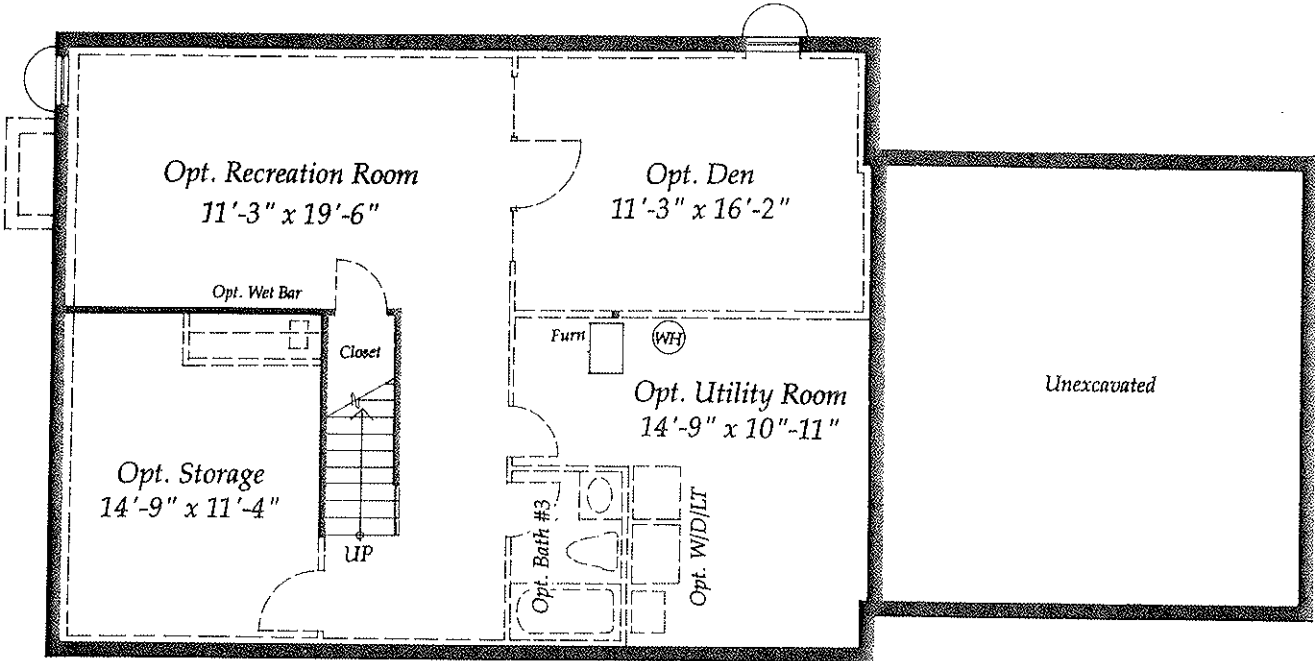 Opt. Recreation Room
11'-3" x 19'-6"
Opt. Den
11'-3" x 16'-2"
Opt. Wet Bar
Closet
Furn
WH
Opt. Utility Room
14'-9" x 10"-11"
Unexcavated
Opt. Storage
14'-9" x 11'-4"
UP
Opt. Bath #3
Opt. W/D/LT